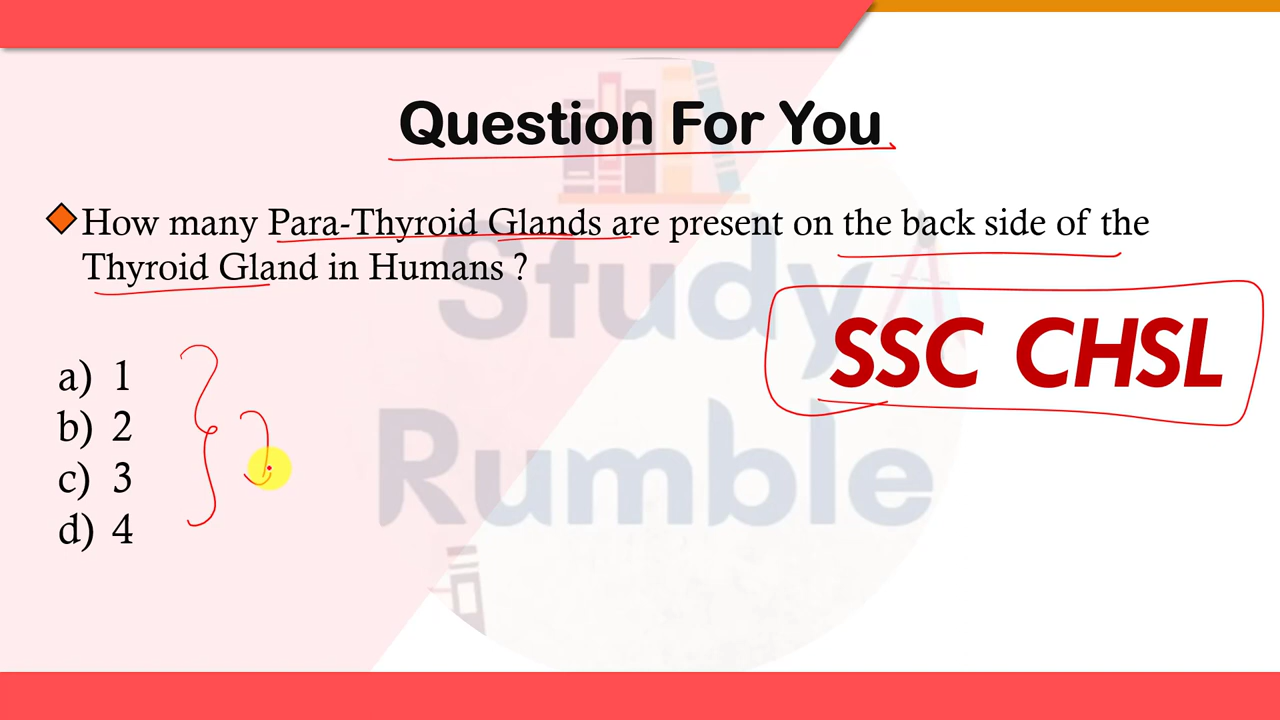 Question For You
How many Para-Thyroid Glands are present on the back side of the
Thyroid Gland in Humans ?
SSC CHSL
a) 1
b) 2
c) 3
d) 4
Study
Rumble